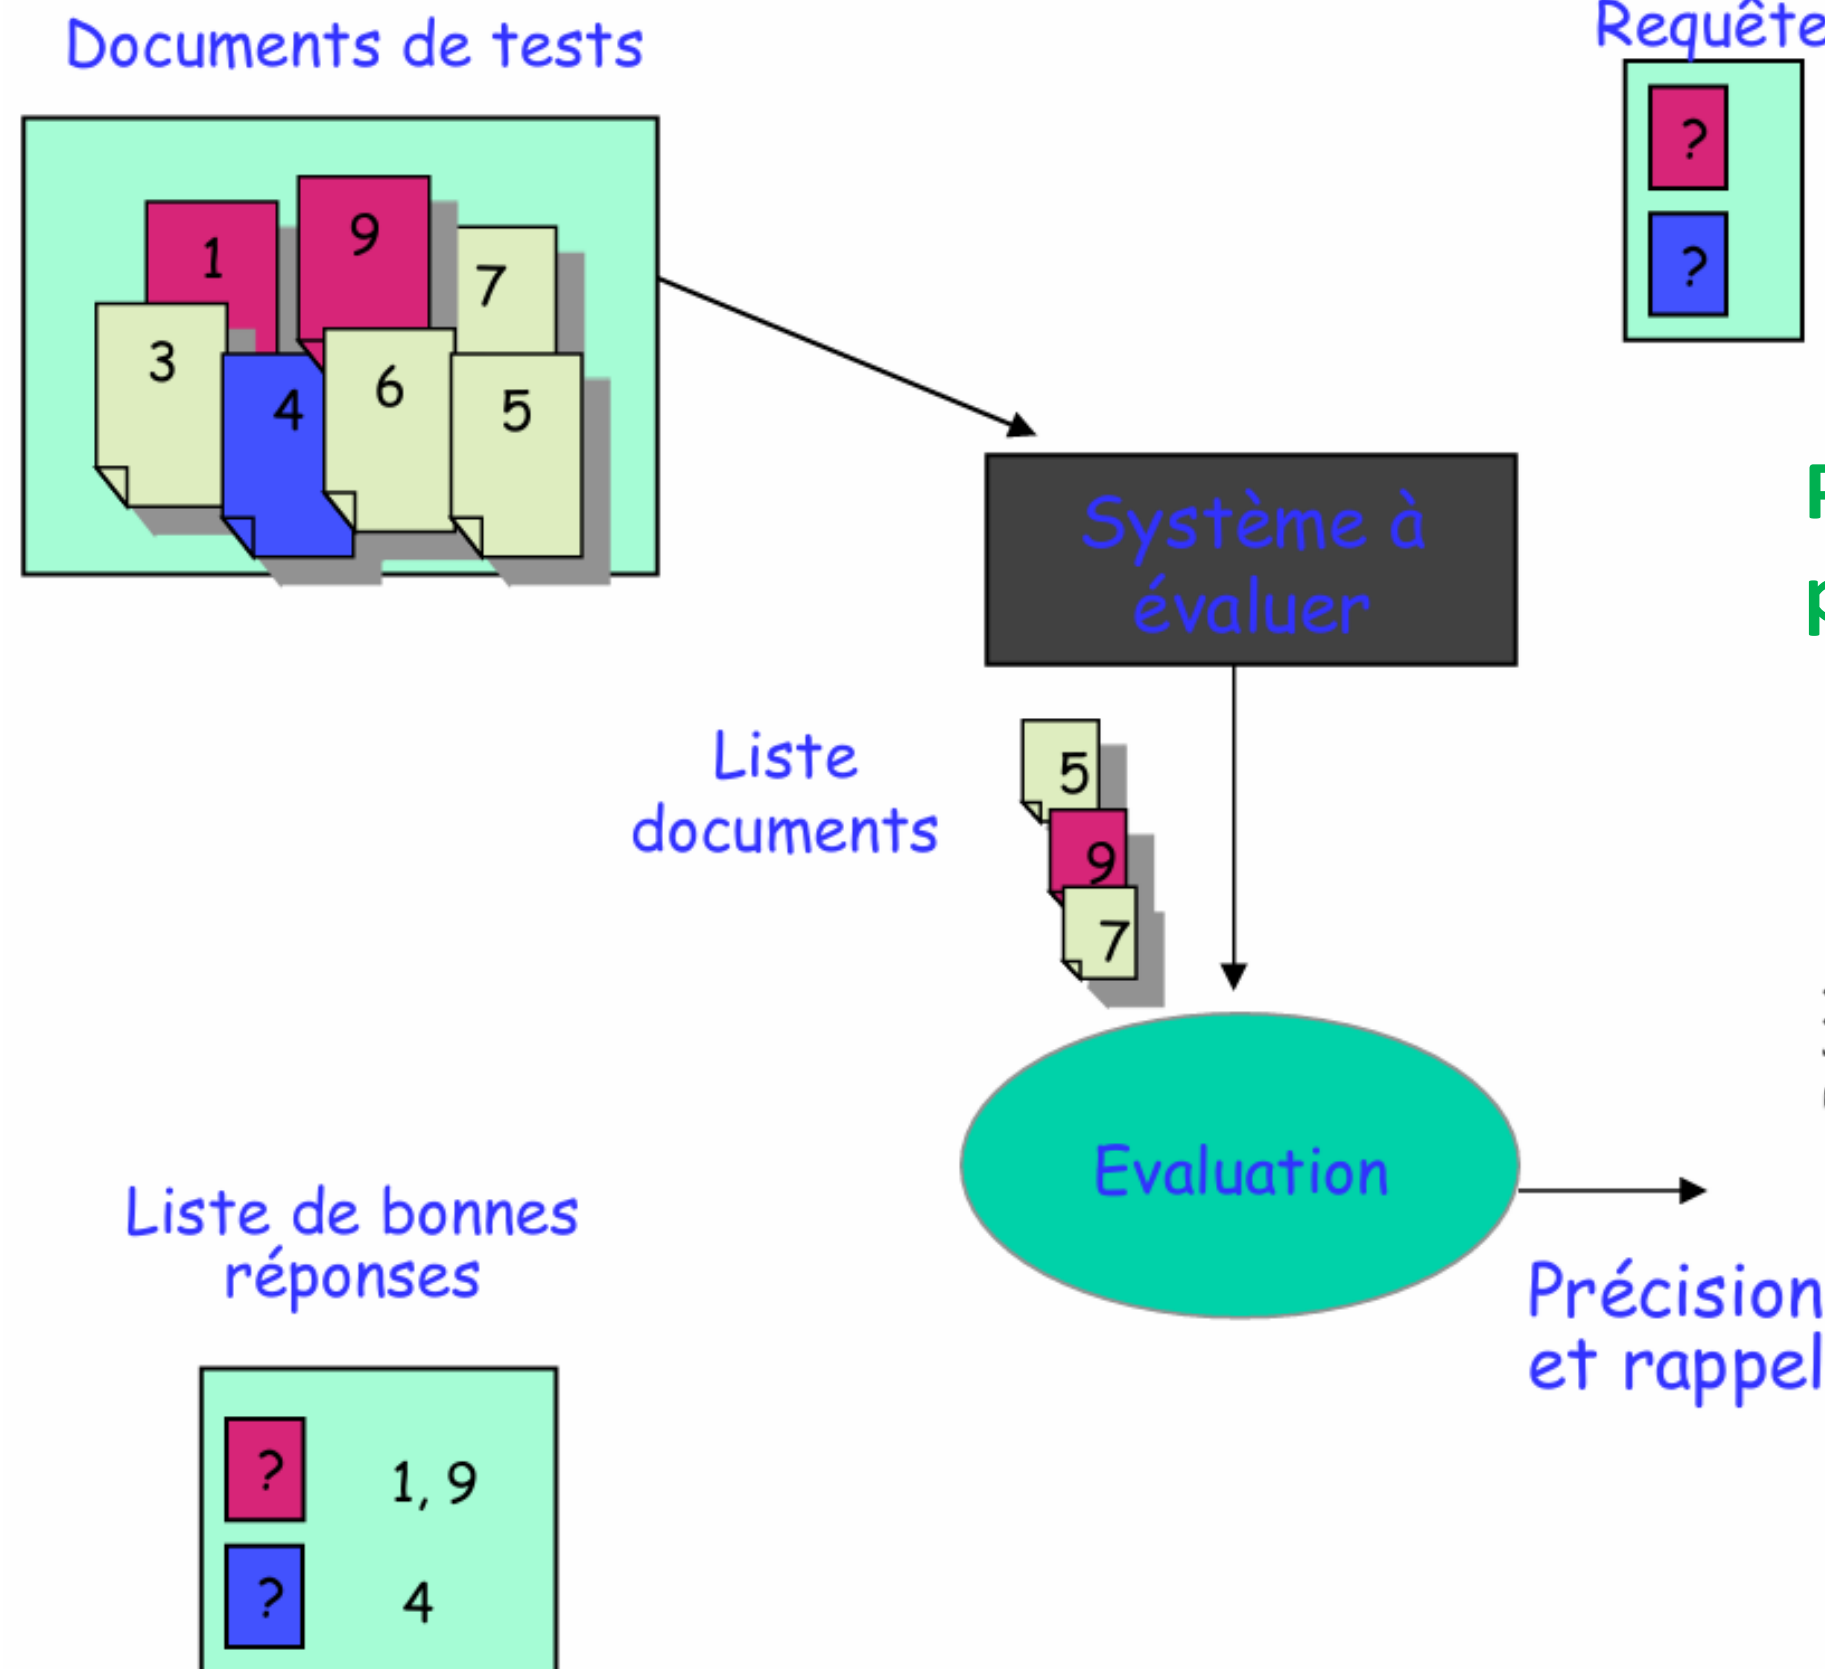 Documents de tests
Requête
1
9
7
3
4
6
5
?
?
Système à
évaluer
Liste
documents
5
9
7
Evaluation
Liste de bonnes
réponses
Précision
et rappel
? 1, 9
? 4